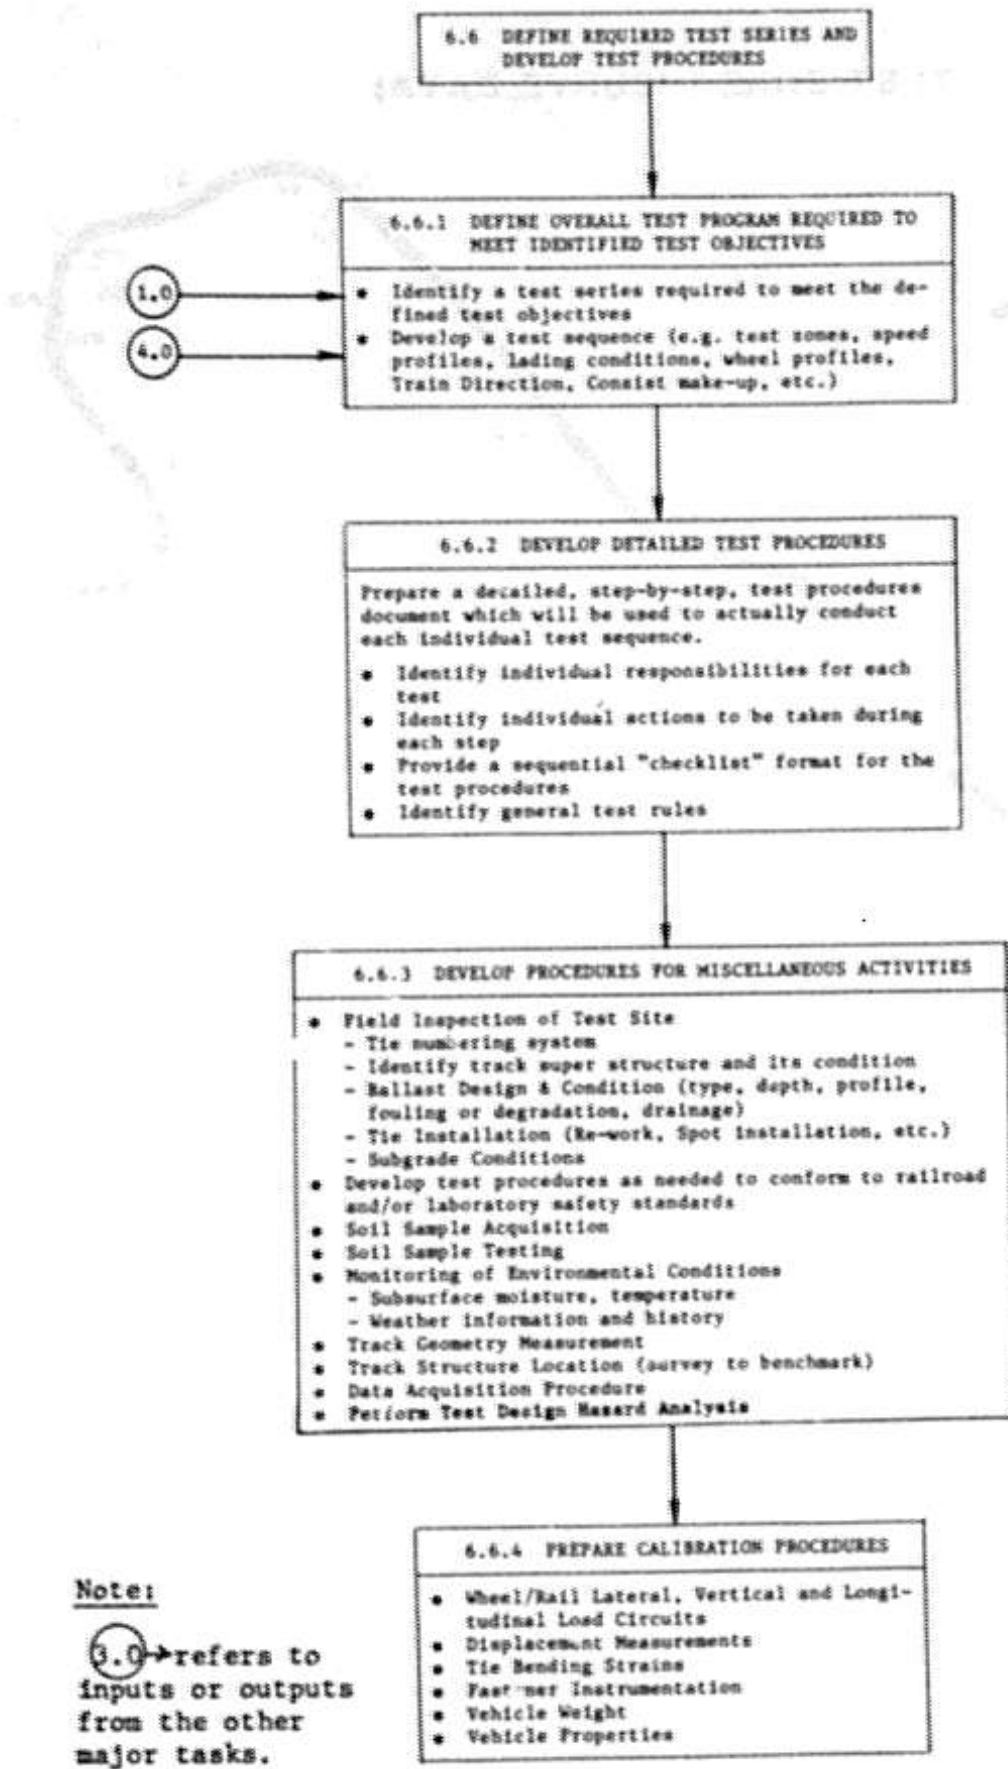 6.6 DEFINE REQUIRED TEST SERIES AND
DEVELOP TEST PROCEDURES
6.6.1 DEFINE OVERALL TEST PROGRAM REQUIRED TO
MEET IDENTIFIED TEST OBJECTIVES
1.0
4.0
• Identify a test series required to meet the de-
fined test objectives
• Develop a test sequence (e.g. test zones, speed
profiles, lading conditions, wheel profiles,
Train Direction, Consist make-up, etc.)
6.6.2 DEVELOP DETAILED TEST PROCEDURES
Prepare a detailed, step-by-step, test procedures
document which will be used to actually conduct
each individual test sequence.
• Identify individual responsibilities for each
test
• Identify individual actions to be taken during
each step
• Provide a sequential "checklist" format for the
test procedures
• Identify general test rules
6.6.3 DEVELOP PROCEDURES FOR MISCELLANEOUS ACTIVITIES
• Field Inspection of Test Site
- Tie numbering system
- Identify track super structure and its condition
- Ballast Design & Condition (type, depth, profile,
fouling or degradation, drainage)
- Tie Installation (Re-work, Spot installation, etc.)
- Subgrade Conditions
• Develop test procedures as needed to conform to railroad
and/or laboratory safety standards
• Soil Sample Acquisition
• Soil Sample Testing
• Monitoring of Environmental Conditions
- Subsurface moisture, temperature
- Weather information and history
• Track Geometry Measurement
• Track Structure Location (survey to benchmark)
• Data Acquisition Procedure
• Perform Test Design Hazard Analysis
6.6.4 PREPARE CALIBRATION PROCEDURES
• Wheel/Rail Lateral, Vertical and Longi-
tudinal Load Circuits
• Displacement Measurements
• Tie Bending Strains
• Fastener Instrumentation
• Vehicle Weight
• Vehicle Properties
Note:
3.0 refers to
inputs or outputs
from the other
major tasks.